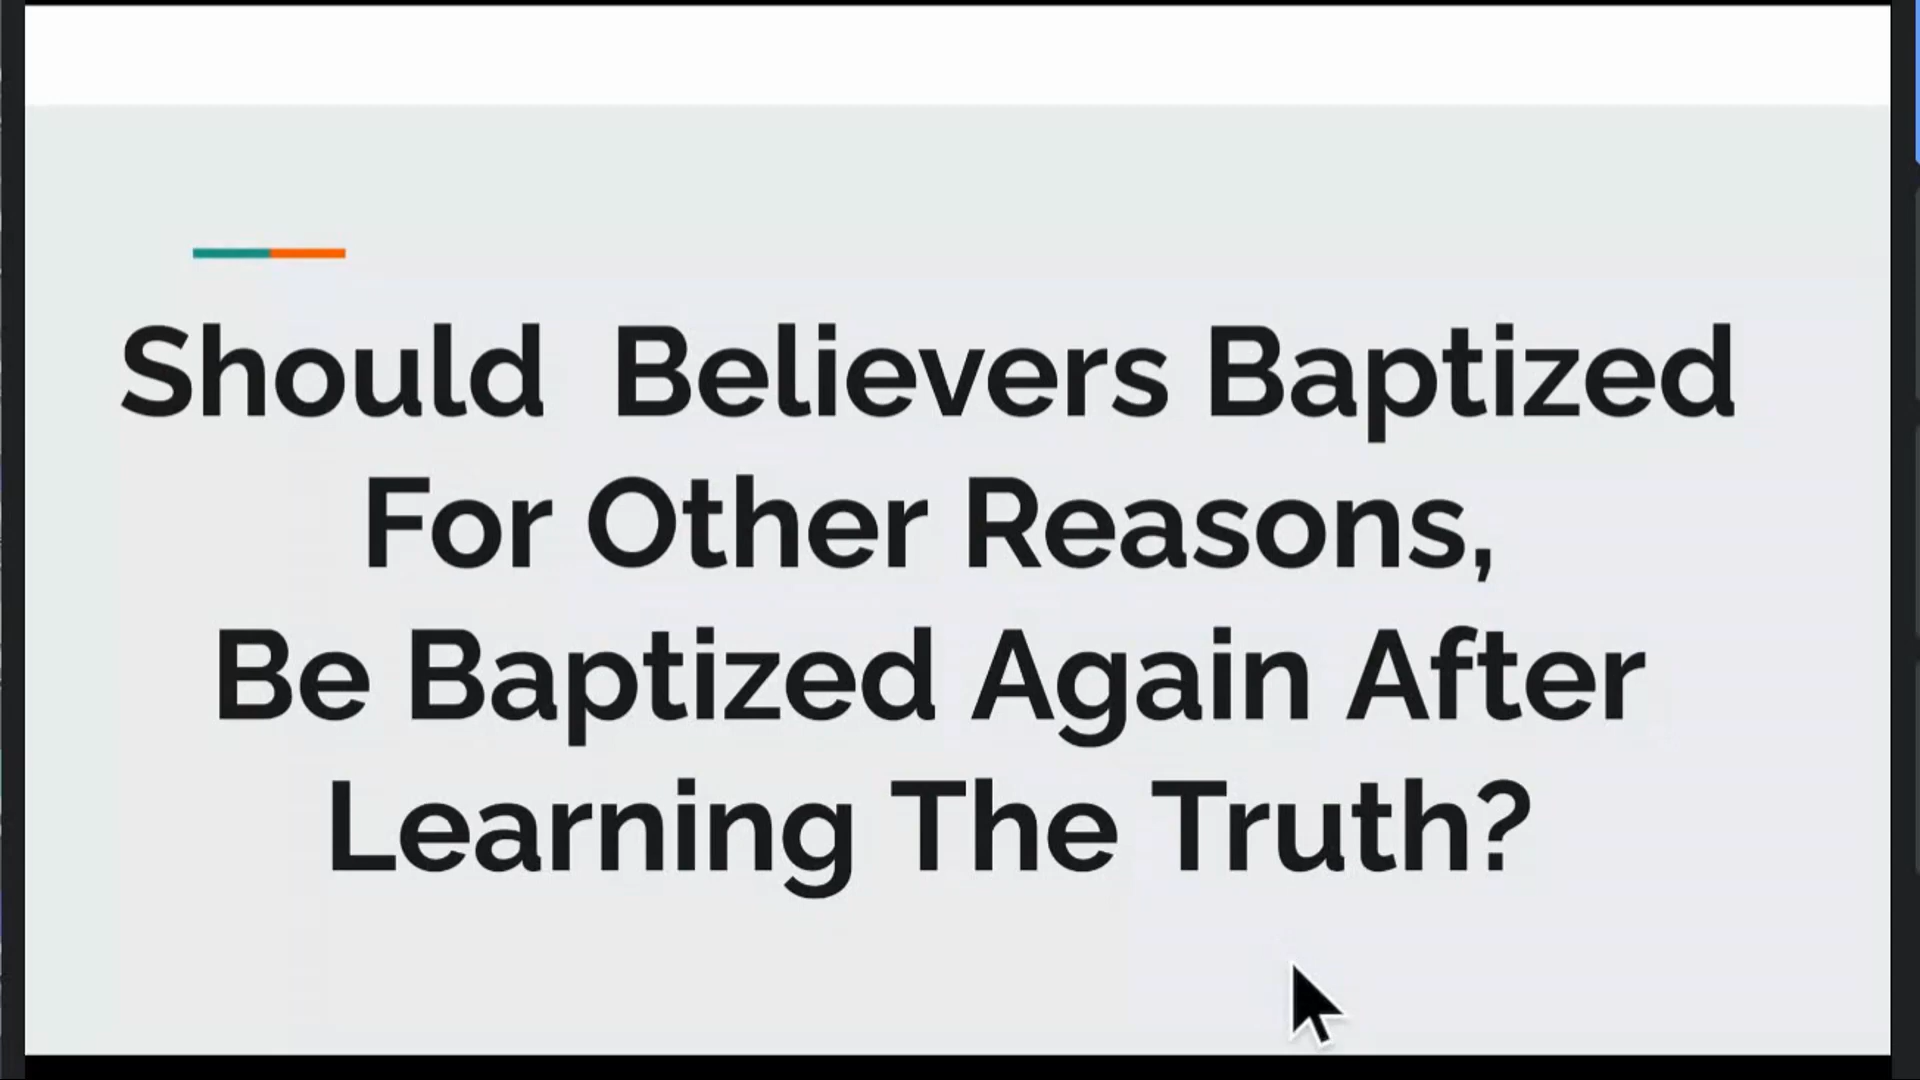 Should  Believers Baptized
For Other Reasons,
Be Baptized Again After
Learning The Truth?